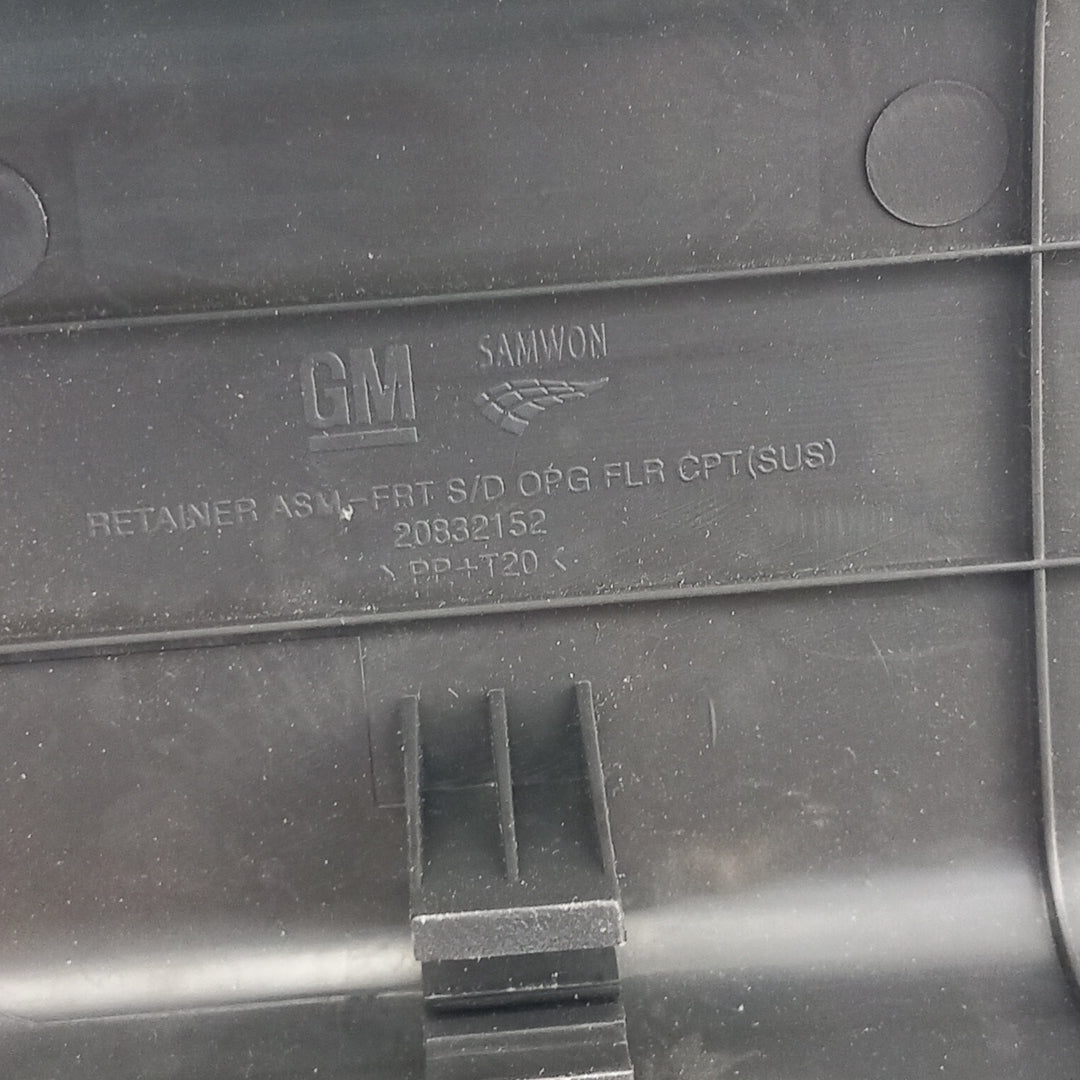 GM
SAMWON
RETAINER ASM-FRT S/D OPG FLR CPT(SUS)
20832152
>PP+T20<